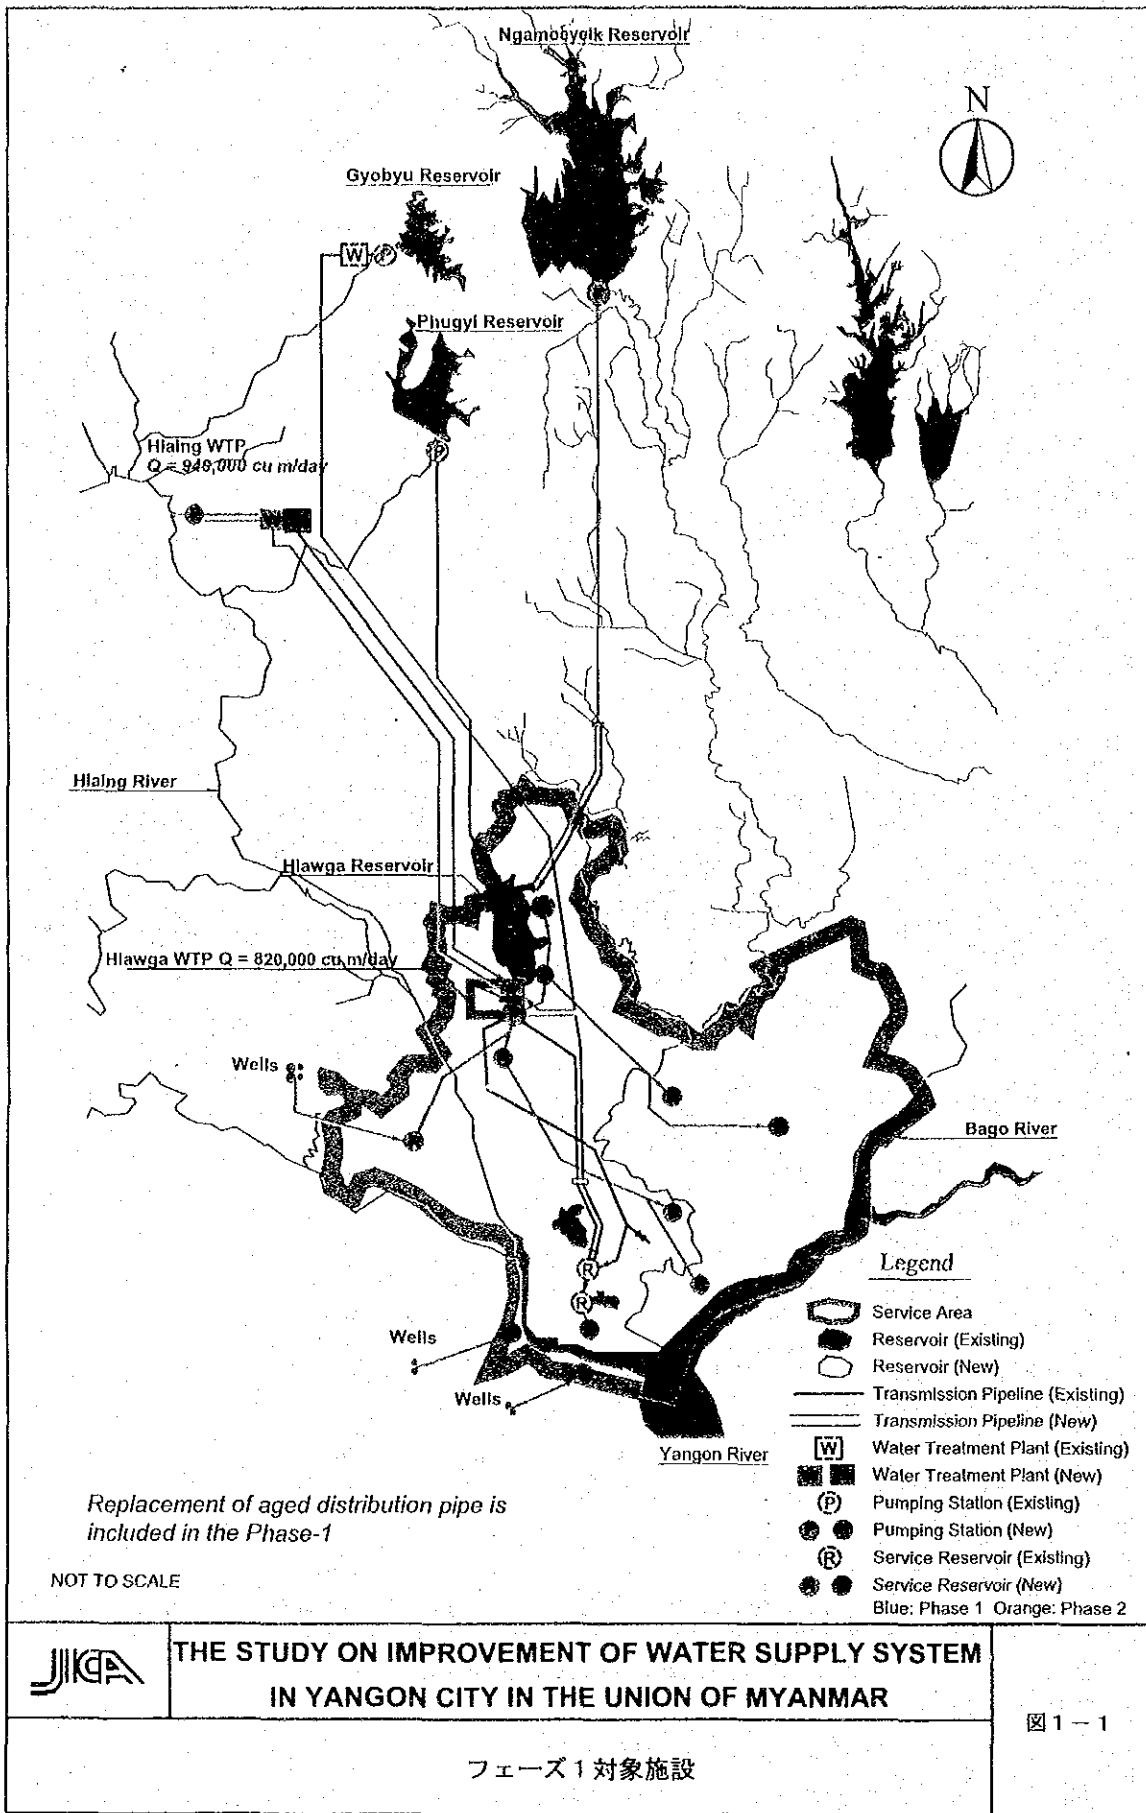 Ngamoeyeik Reservoir
N
Gyobyu Reservoir
W
P
Phugyi Reservoir
Hlaing WTP
Q = 940,000 cu m/day
P
W
Hlaing River
Hlawga Reservoir
Hlawga WTP Q = 820,000 cu m/day
Wells
Bago River
R
R
Wells
Wells
Yangon River
Legend
Service Area
Reservoir (Existing)
Reservoir (New)
Transmission Pipeline (Existing)
Transmission Pipeline (New)
W Water Treatment Plant (Existing)
Water Treatment Plant (New)
P Pumping Station (Existing)
Pumping Station (New)
R Service Reservoir (Existing)
Service Reservoir (New)
Blue: Phase 1 Orange: Phase 2
Replacement of aged distribution pipe is
included in the Phase-1
NOT TO SCALE
JICA
THE STUDY ON IMPROVEMENT OF WATER SUPPLY SYSTEM
IN YANGON CITY IN THE UNION OF MYANMAR
図1-1
フェーズ1対象施設